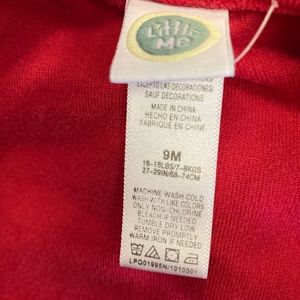 Little
Me
EXCEPTO LAS DECORACIONES/
SAUF DECORATIONS
MADE IN CHINA
HECHO EN CHINA
FABRIQUÉ EN CHINE
9M
16-18LBS/7-8KGS
27-29IN/68-74CM
MACHINE WASH COLD
WASH WITH LIKE COLORS
ONLY NON-CHLORINE
BLEACH IF NEEDED
TUMBLE DRY LOW
REMOVE PROMPTLY
WARM IRON IF NEEDED
LPQ01995N/1010001